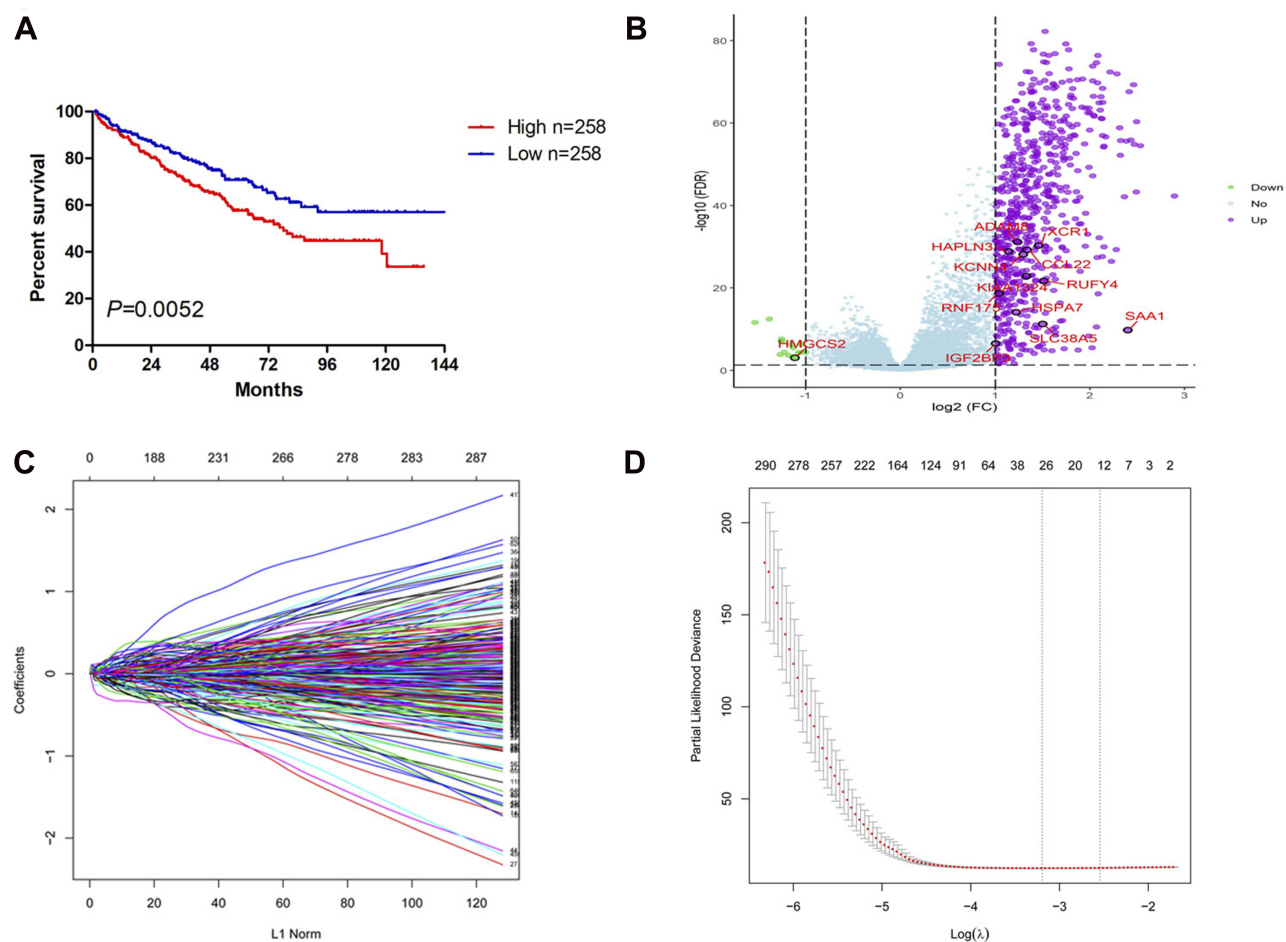 A
Percent survival
100
80
60
40
20
0
P=0.0052
0 24 48 72 96 120 144
Months
High n=258
Low n=258
B
-log10 (FDR)
80
60
40
20
0
ADAM8
XCR1
HAPLN3
CCL22
KCNN4
KIAA1324
RUFY4
RNF175
HSPA7
SAA1
SLC38A5
HMGCS2
-1 0 1 2 3
log2 (FC)
Down
No
Up
C
0 188 231 266 278 283 287
Coefficients
2
1
0
-1
-2
0 20 40 60 80 100 120
L1 Norm
D
290 278 257 222 164 124 91 64 38 26 20 12 7 3 2
Partial Likelihood Deviance
200
150
100
50
-6 -5 -4 -3 -2
Log(λ)